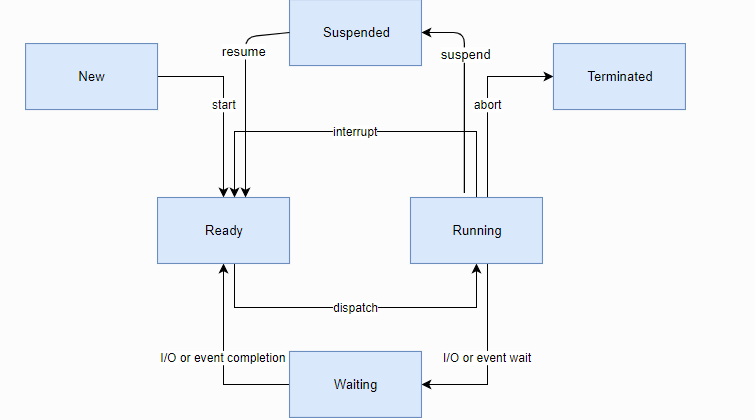 Suspended
resume
suspend
New
Terminated
start
abort
interrupt
Ready
Running
dispatch
I/O or event completion
I/O or event wait
Waiting